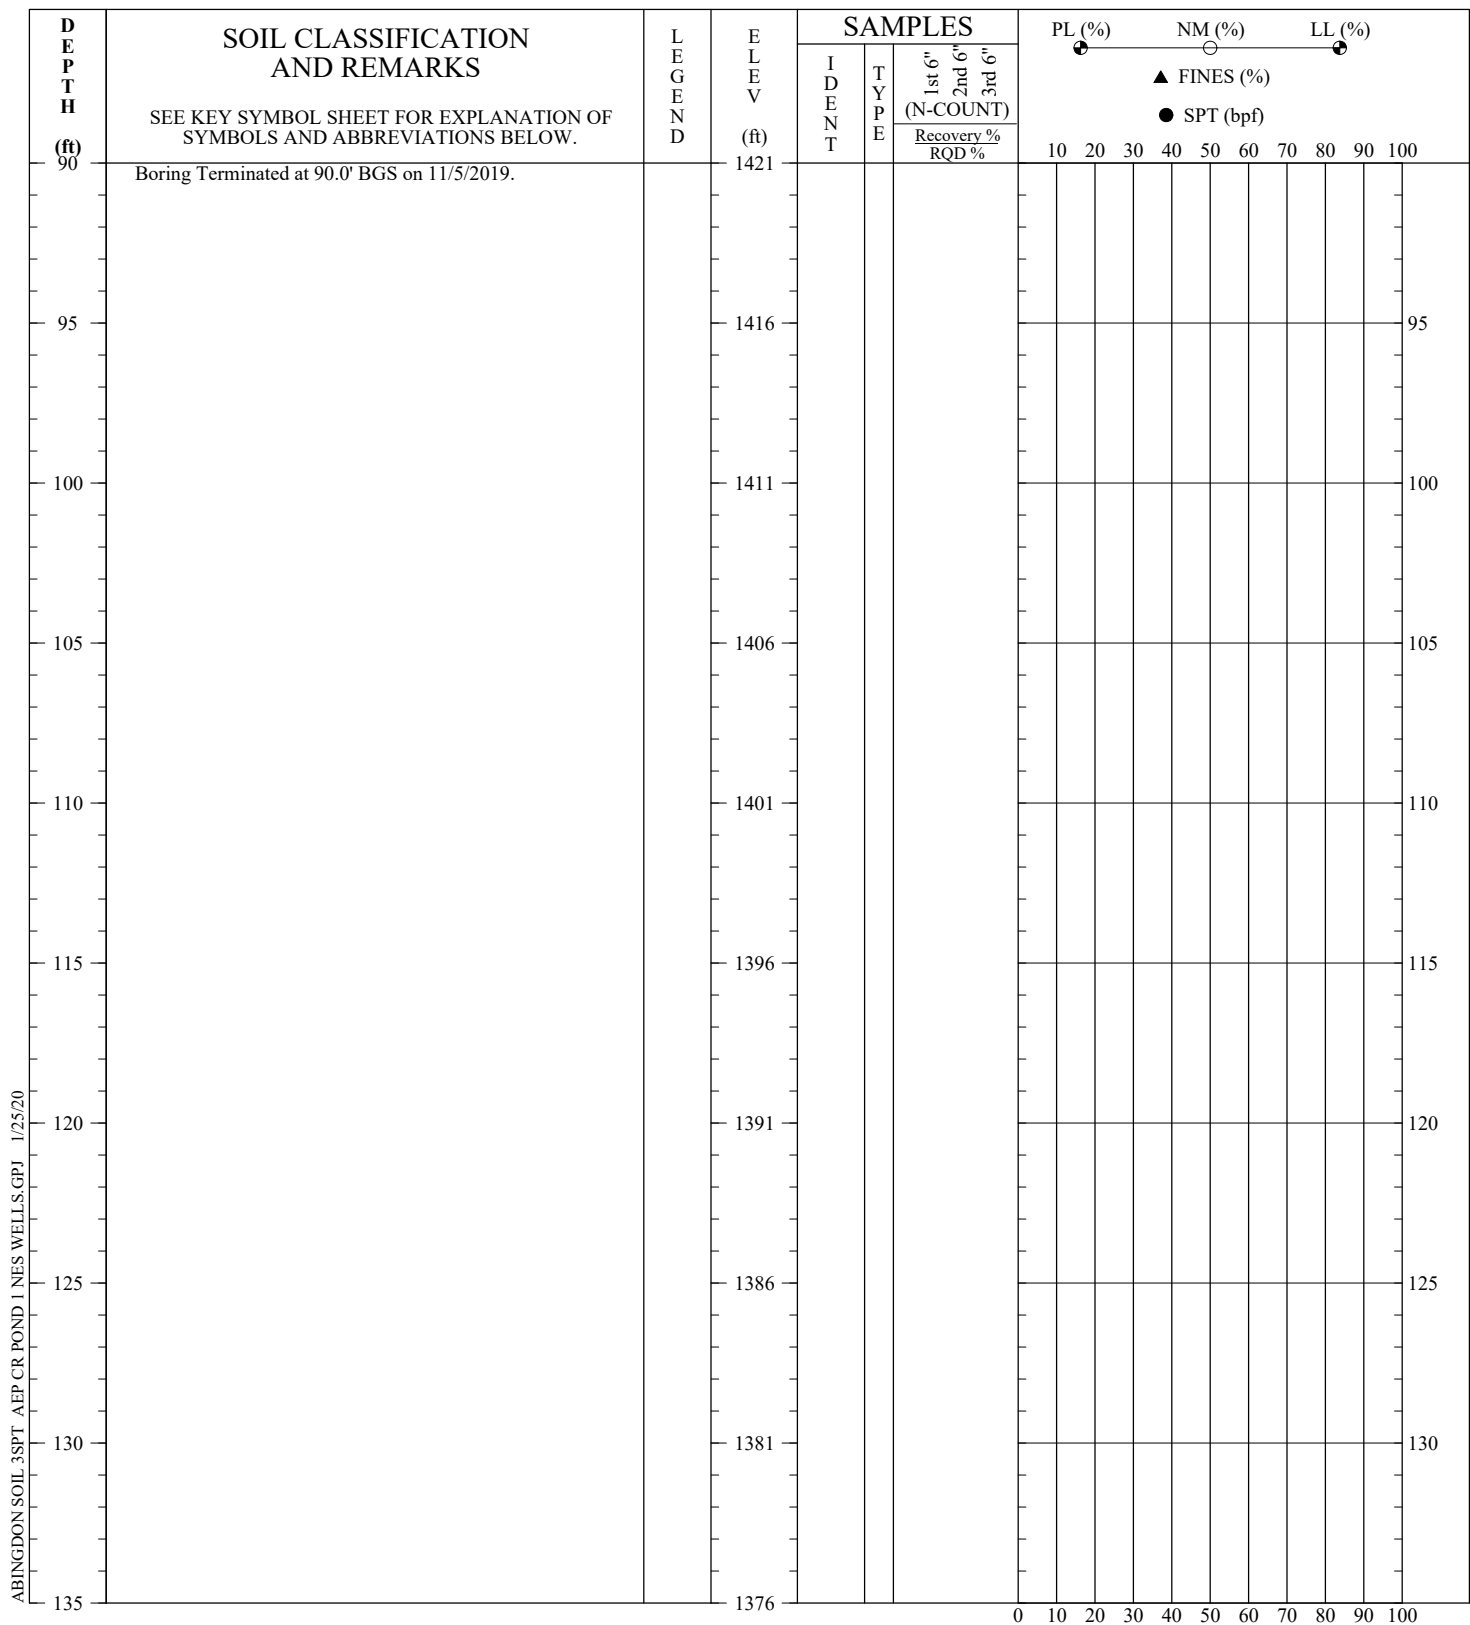 DEPTH
(ft)
SOIL CLASSIFICATION
AND REMARKS
SEE KEY SYMBOL SHEET FOR EXPLANATION OF
SYMBOLS AND ABBREVIATIONS BELOW.
LEGEND
ELEV
(ft)
SAMPLES
IDENT
TYPE
1st 6"
2nd 6"
3rd 6"
(N-COUNT)
Recovery %
RQD %
PL (%) NM (%) LL (%)
▲ FINES (%)
● SPT (bpf)
10 20 30 40 50 60 70 80 90 100
90 Boring Terminated at 90.0' BGS on 11/5/2019. 1421
95 1416 95
100 1411 100
105 1406 105
110 1401 110
115 1396 115
120 1391 120
125 1386 125
130 1381 130
135 1376
0 10 20 30 40 50 60 70 80 90 100
ABINGDON SOIL 3SPT AEP CR POND 1 NES WELLS.GPJ 1/25/20